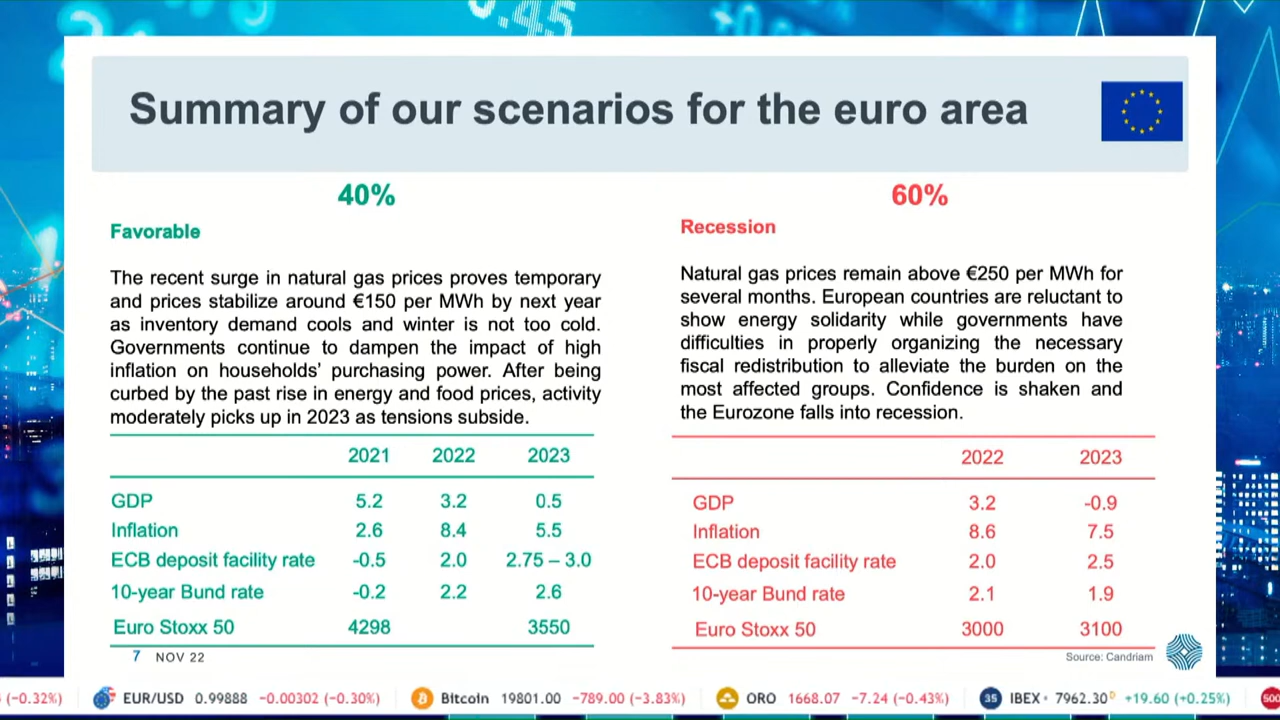 0.45
Summary of our scenarios for the euro area
40%
Favorable
The recent surge in natural gas prices proves temporary
and prices stabilize around €150 per MWh by next year
as inventory demand cools and winter is not too cold.
Governments continue to dampen the impact of high
inflation on households’ purchasing power. After being
curbed by the past rise in energy and food prices, activity
moderately picks up in 2023 as tensions subside.
2021 2022 2023
GDP 5.2 3.2 0.5
Inflation 2.6 8.4 5.5
ECB deposit facility rate -0.5 2.0 2.75 – 3.0
10-year Bund rate -0.2 2.2 2.6
Euro Stoxx 50 4298 3550
7 NOV 22
60%
Recession
Natural gas prices remain above €250 per MWh for
several months. European countries are reluctant to
show energy solidarity while governments have
difficulties in properly organizing the necessary
fiscal redistribution to alleviate the burden on the
most affected groups. Confidence is shaken and
the Eurozone falls into recession.
2022 2023
GDP 3.2 -0.9
Inflation 8.6 7.5
ECB deposit facility rate 2.0 2.5
10-year Bund rate 2.1 1.9
Euro Stoxx 50 3000 3100
Source: Candriam
(-0.32%) EUR/USD 0.99888 -0.00302 (-0.30%) Bitcoin 19801.00 -789.00 (-3.83%) ORO 1668.07 -7.24 (-0.43%) 35 IBEX 7962.30 D +19.60 (+0.25%) 500